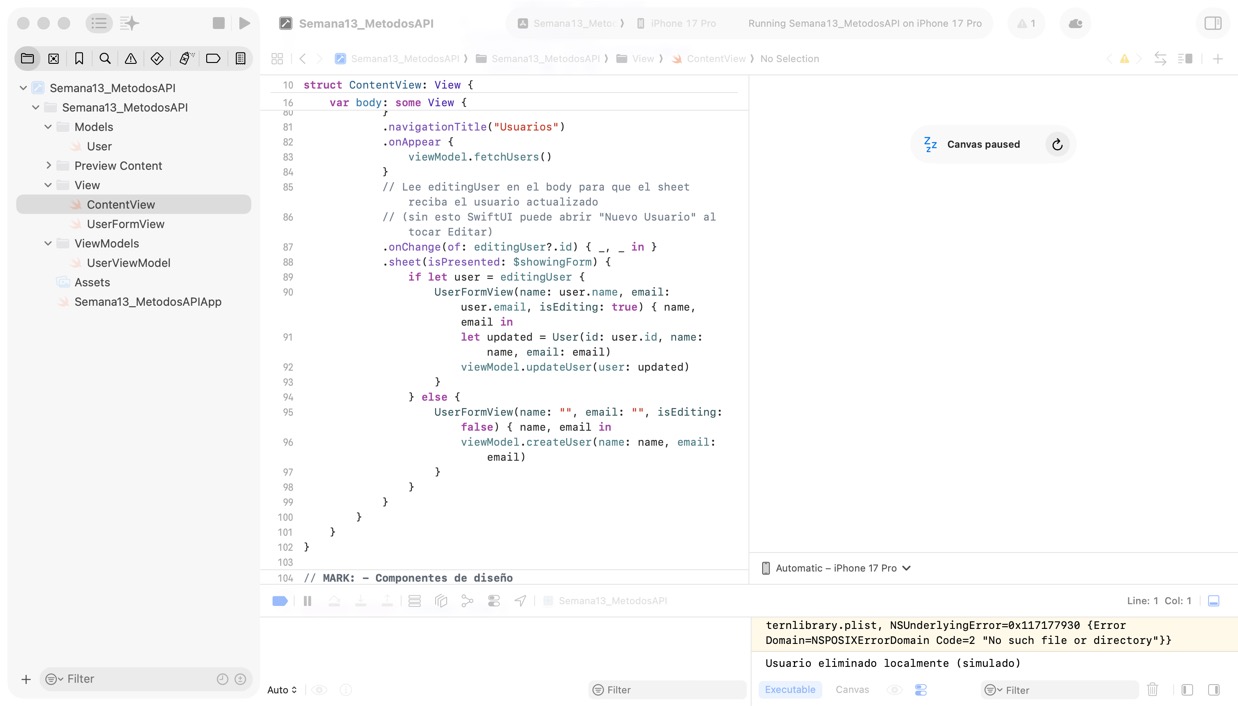 Semana13_MetodosAPI
Semana13_Metoc
iPhone 17 Pro
Running Semana13_MetodosAPI on iPhone 17 Pro
1
Semana13_MetodosAPI
Semana13_MetodosAPI
View
ContentView
No Selection
Semana13_MetodosAPI
Semana13_MetodosAPI
Models
User
Preview Content
View
ContentView
UserFormView
ViewModels
UserViewModel
Assets
Semana13_MetodosAPIApp
Filter
10 struct ContentView: View {
16 var body: some View {
80 }
81 .navigationTitle("Usuarios")
82 .onAppear {
83 viewModel.fetchUsers()
84 }
85 // Lee editingUser en el body para que el sheet
reciba el usuario actualizado
86 // (sin esto SwiftUI puede abrir "Nuevo Usuario" al
tocar Editar)
87 .onChange(of: editingUser?.id) { _, _ in }
88 .sheet(isPresented: $showingForm) {
89 if let user = editingUser {
90 UserFormView(name: user.name, email:
user.email, isEditing: true) { name,
email in
91 let updated = User(id: user.id, name:
name, email: email)
92 viewModel.updateUser(user: updated)
93 }
94 } else {
95 UserFormView(name: "", email: "", isEditing:
false) { name, email in
96 viewModel.createUser(name: name, email:
email)
97 }
98 }
99 }
100 }
101 }
102 }
103
104 // MARK: - Componentes de diseño
Canvas paused
Automatic – iPhone 17 Pro
Semana13_MetodosAPI
Line: 1 Col: 1
ternlibrary.plist, NSUnderlyingError=0x117177930 {Error
Domain=NSPOSIXErrorDomain Code=2 "No such file or directory"}}
Usuario eliminado localmente (simulado)
Auto
Filter
Executable
Canvas
Filter